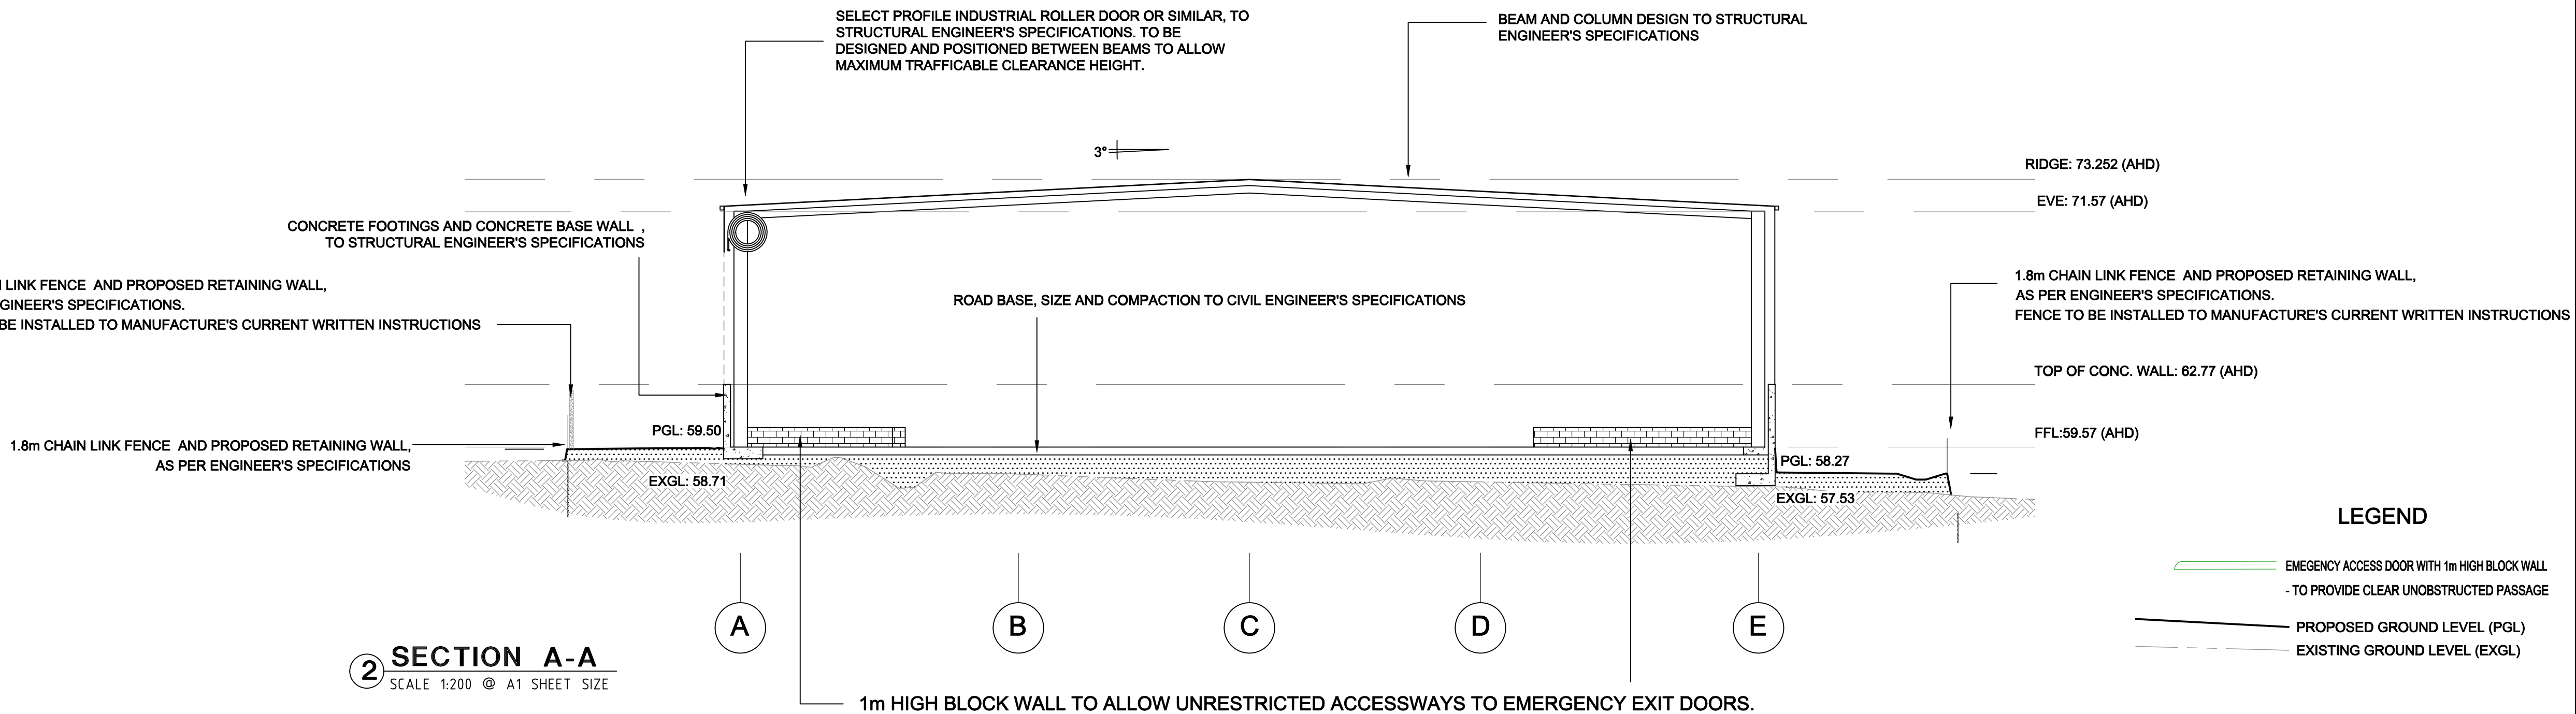 SELECT PROFILE INDUSTRIAL ROLLER DOOR OR SIMILAR, TO
STRUCTURAL ENGINEER'S SPECIFICATIONS. TO BE
DESIGNED AND POSITIONED BETWEEN BEAMS TO ALLOW
MAXIMUM TRAFFICABLE CLEARANCE HEIGHT.
BEAM AND COLUMN DESIGN TO STRUCTURAL
ENGINEER'S SPECIFICATIONS
3°
RIDGE: 73.252 (AHD)
EVE: 71.57 (AHD)
CONCRETE FOOTINGS AND CONCRETE BASE WALL ,
TO STRUCTURAL ENGINEER'S SPECIFICATIONS
LINK FENCE AND PROPOSED RETAINING WALL,
GINEER'S SPECIFICATIONS.
BE INSTALLED TO MANUFACTURE'S CURRENT WRITTEN INSTRUCTIONS
ROAD BASE, SIZE AND COMPACTION TO CIVIL ENGINEER'S SPECIFICATIONS
1.8m CHAIN LINK FENCE AND PROPOSED RETAINING WALL,
AS PER ENGINEER'S SPECIFICATIONS.
FENCE TO BE INSTALLED TO MANUFACTURE'S CURRENT WRITTEN INSTRUCTIONS
TOP OF CONC. WALL: 62.77 (AHD)
FFL:59.57 (AHD)
1.8m CHAIN LINK FENCE AND PROPOSED RETAINING WALL,
AS PER ENGINEER'S SPECIFICATIONS
PGL: 59.50
EXGL: 58.71
PGL: 58.27
EXGL: 57.53
A
B
C
D
E
LEGEND
EMEGENCY ACCESS DOOR WITH 1m HIGH BLOCK WALL
- TO PROVIDE CLEAR UNOBSTRUCTED PASSAGE
PROPOSED GROUND LEVEL (PGL)
EXISTING GROUND LEVEL (EXGL)
2 SECTION A-A
SCALE 1:200 @ A1 SHEET SIZE
1m HIGH BLOCK WALL TO ALLOW UNRESTRICTED ACCESSWAYS TO EMERGENCY EXIT DOORS.